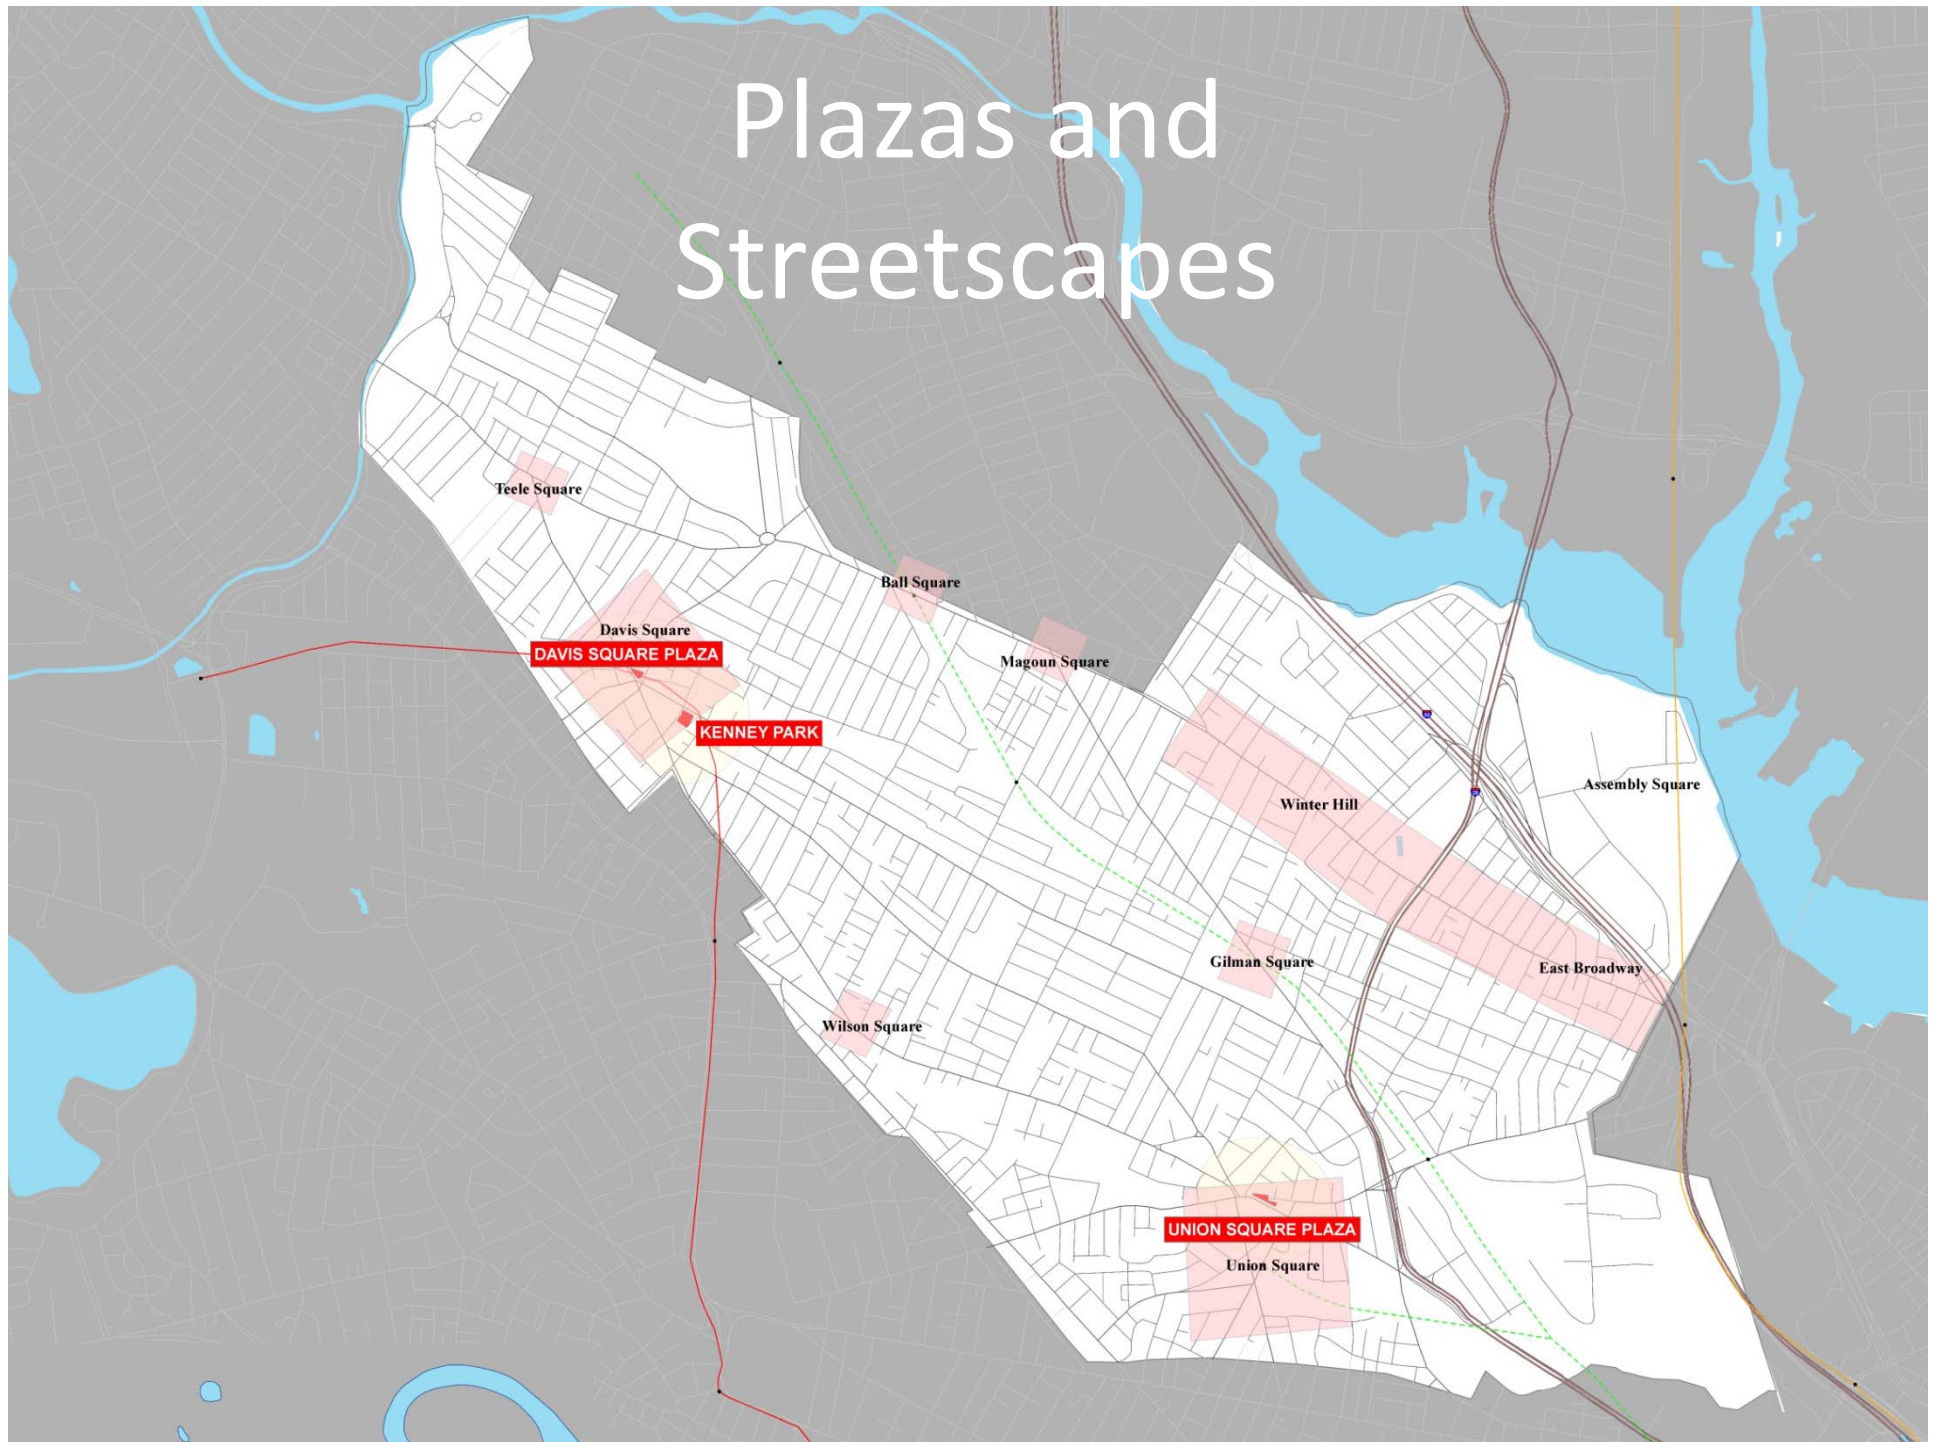 Plazas and
Streetscapes
Teele Square
Ball Square
Davis Square
DAVIS SQUARE PLAZA
Magoun Square
KENNEY PARK
Assembly Square
Winter Hill
Gilman Square
East Broadway
Wilson Square
UNION SQUARE PLAZA
Union Square